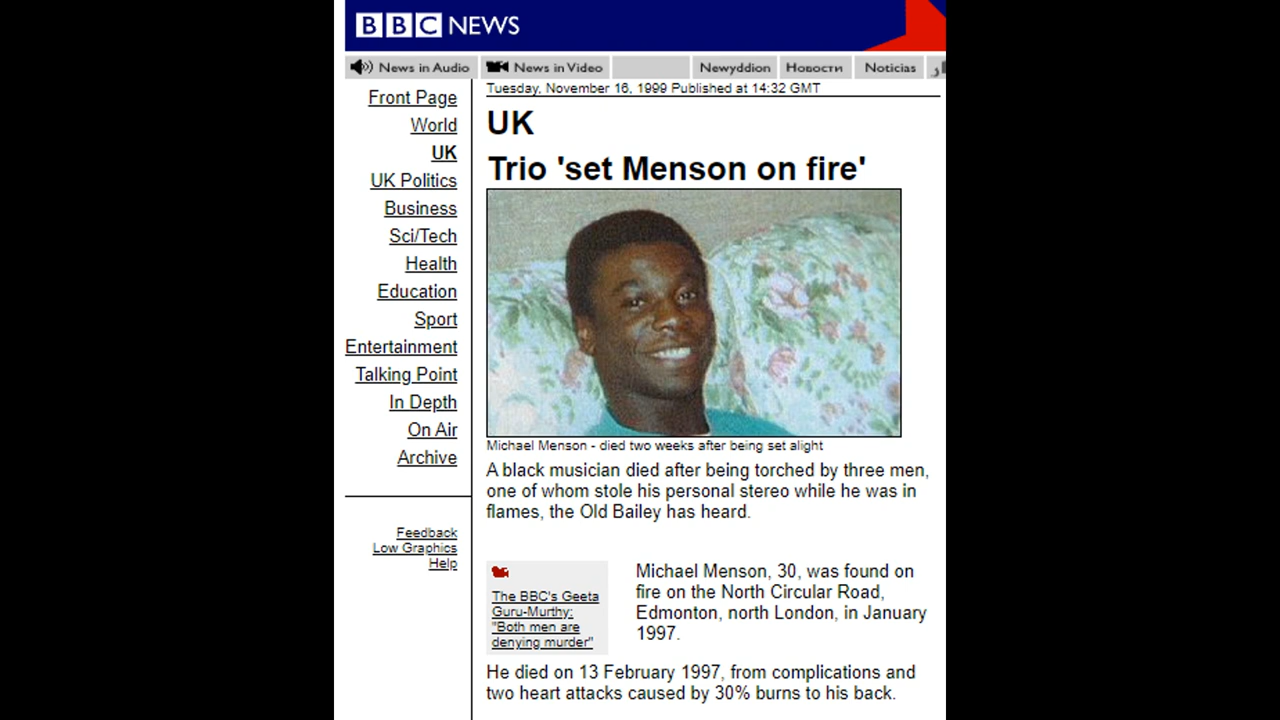 BBC NEWS
News in Audio News in Video Newyddion Новости Noticias
Tuesday, November 16, 1999 Published at 14:32 GMT
Front Page
World
UK
UK Politics
Business
Sci/Tech
Health
Education
Sport
Entertainment
Talking Point
In Depth
On Air
Archive
Feedback
Low Graphics
Help
UK
Trio 'set Menson on fire'
Michael Menson - died two weeks after being set alight
A black musician died after being torched by three men,
one of whom stole his personal stereo while he was in
flames, the Old Bailey has heard.
The BBC's Geeta
Guru-Murthy:
"Both men are
denying murder"
Michael Menson, 30, was found on
fire on the North Circular Road,
Edmonton, north London, in January
1997.
He died on 13 February 1997, from complications and
two heart attacks caused by 30% burns to his back.